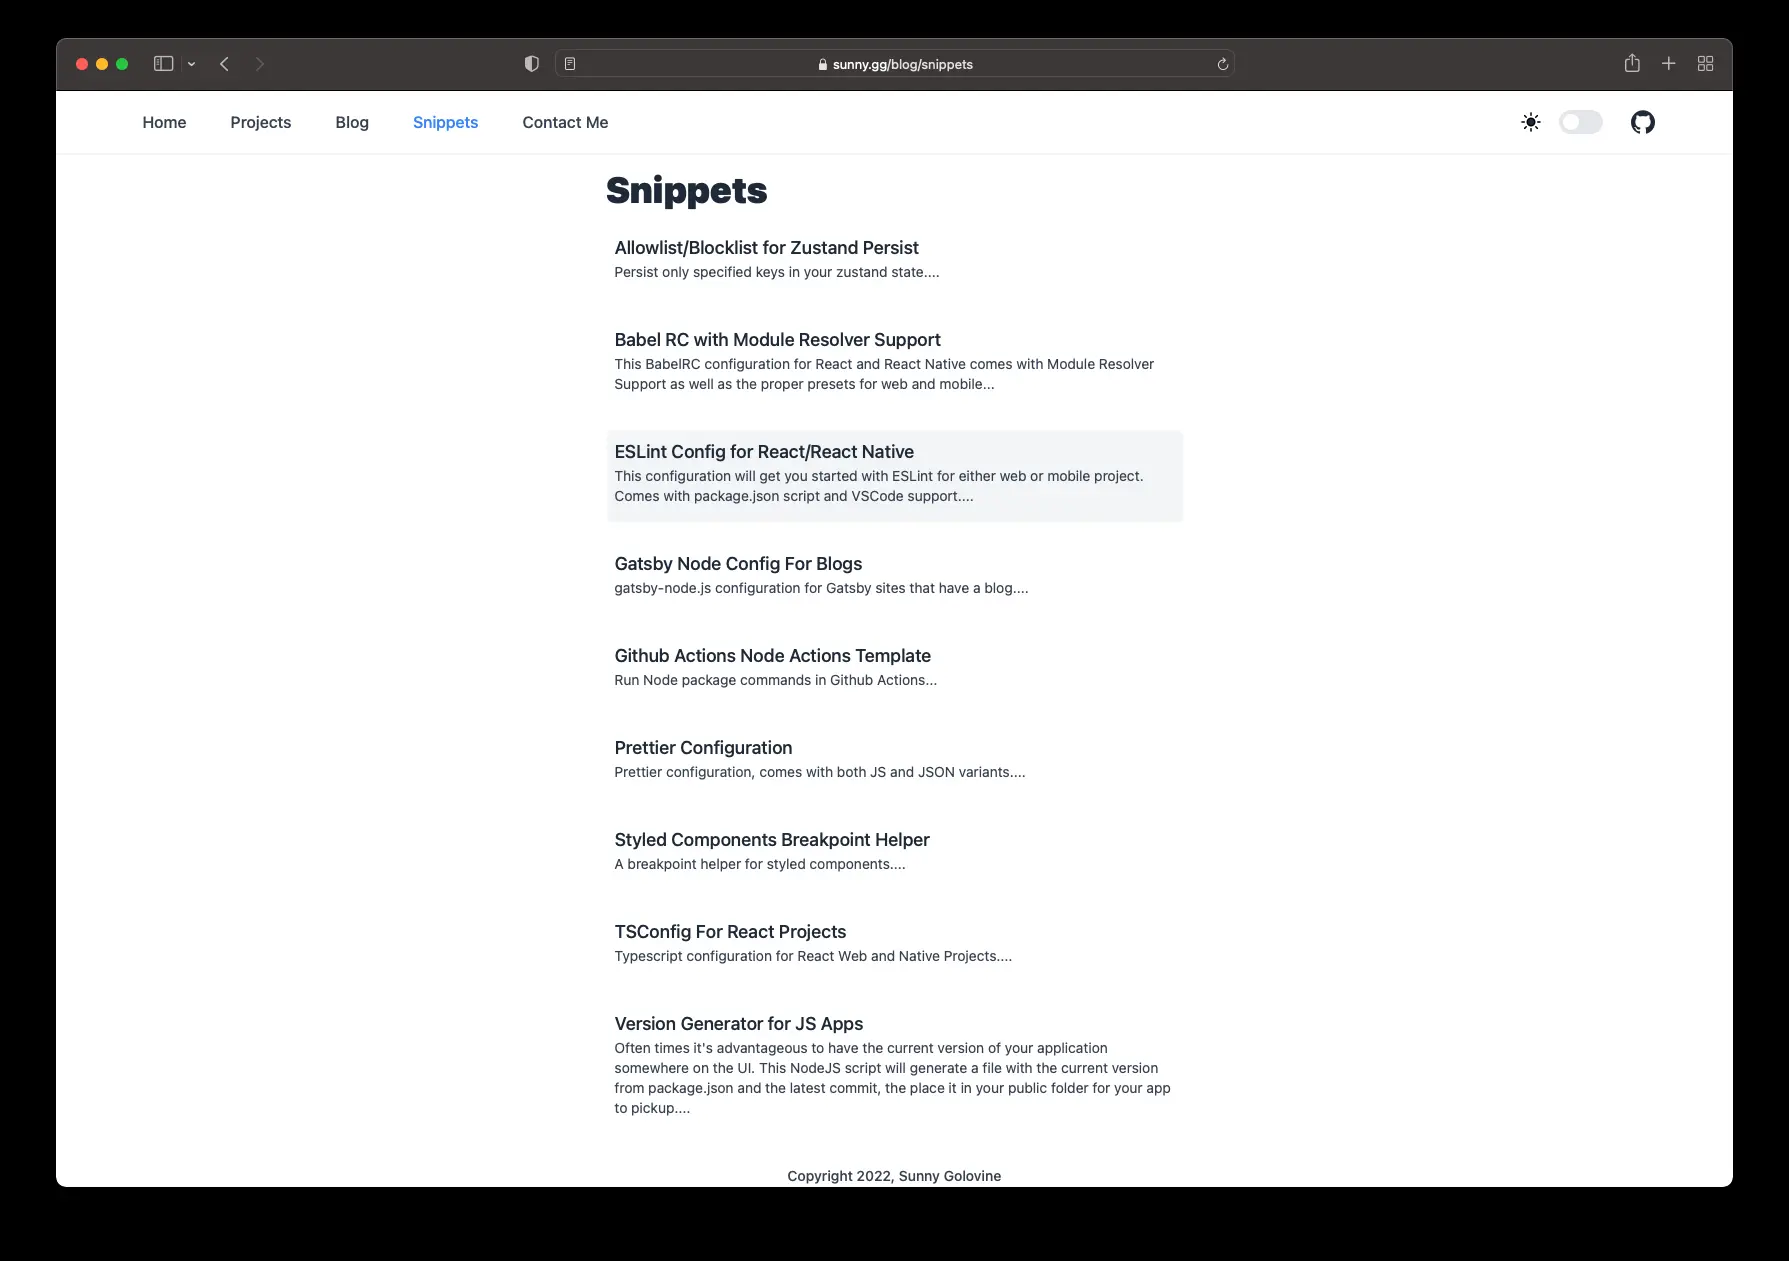 sunny.gg/blog/snippets
Home Projects Blog Snippets Contact Me
Snippets
Allowlist/Blocklist for Zustand Persist
Persist only specified keys in your zustand state....
Babel RC with Module Resolver Support
This BabelRC configuration for React and React Native comes with Module Resolver
Support as well as the proper presets for web and mobile...
ESLint Config for React/React Native
This configuration will get you started with ESLint for either web or mobile project.
Comes with package.json script and VSCode support....
Gatsby Node Config For Blogs
gatsby-node.js configuration for Gatsby sites that have a blog....
Github Actions Node Actions Template
Run Node package commands in Github Actions...
Prettier Configuration
Prettier configuration, comes with both JS and JSON variants....
Styled Components Breakpoint Helper
A breakpoint helper for styled components....
TSConfig For React Projects
Typescript configuration for React Web and Native Projects....
Version Generator for JS Apps
Often times it's advantageous to have the current version of your application
somewhere on the UI. This NodeJS script will generate a file with the current version
from package.json and the latest commit, the place it in your public folder for your app
to pickup....
Copyright 2022, Sunny Golovine